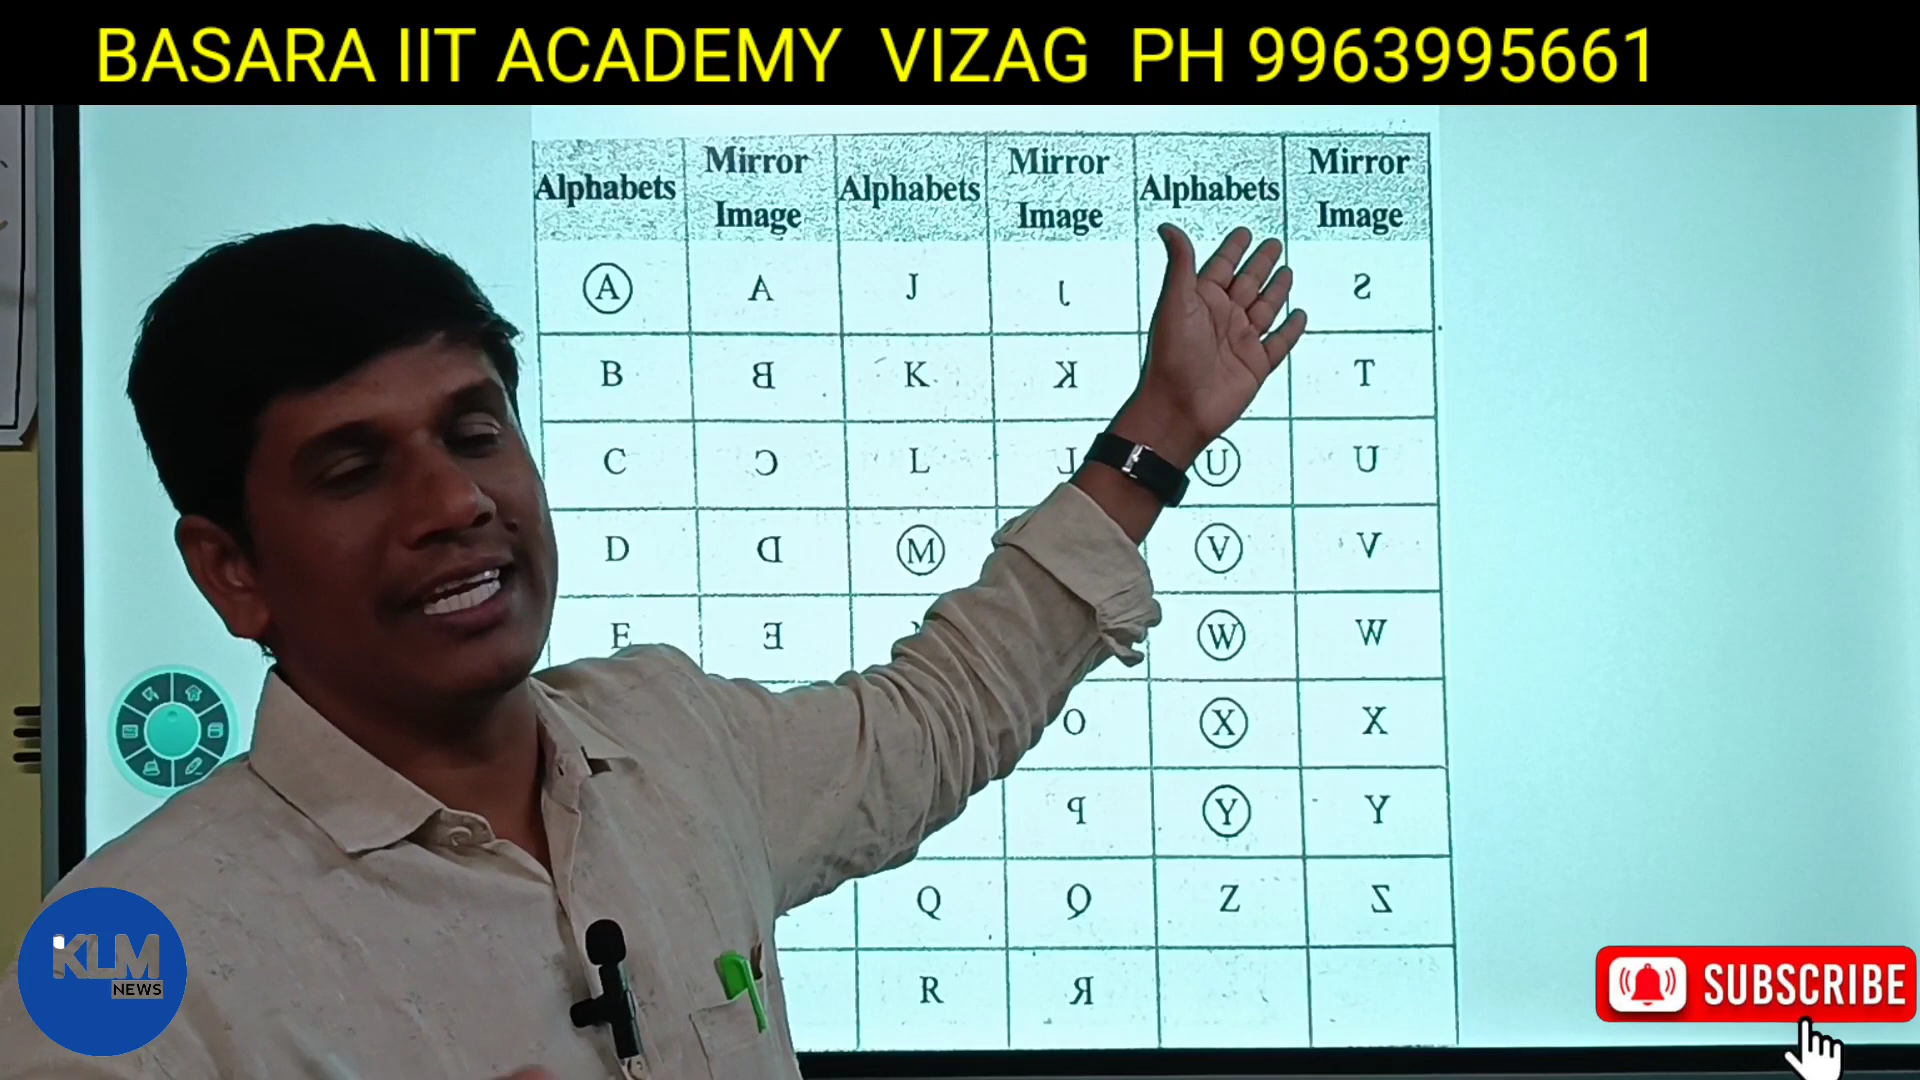 BASARA IIT ACADEMY VIZAG PH 9963995661
Alphabets Mirror Image Alphabets Mirror Image Alphabets Mirror Image
A A J J S
B B K K T
C C L L U U
D D M V V
E E W W
O X X
P Y Y
Q Q Z Z
R R
KLM
NEWS
SUBSCRIBE